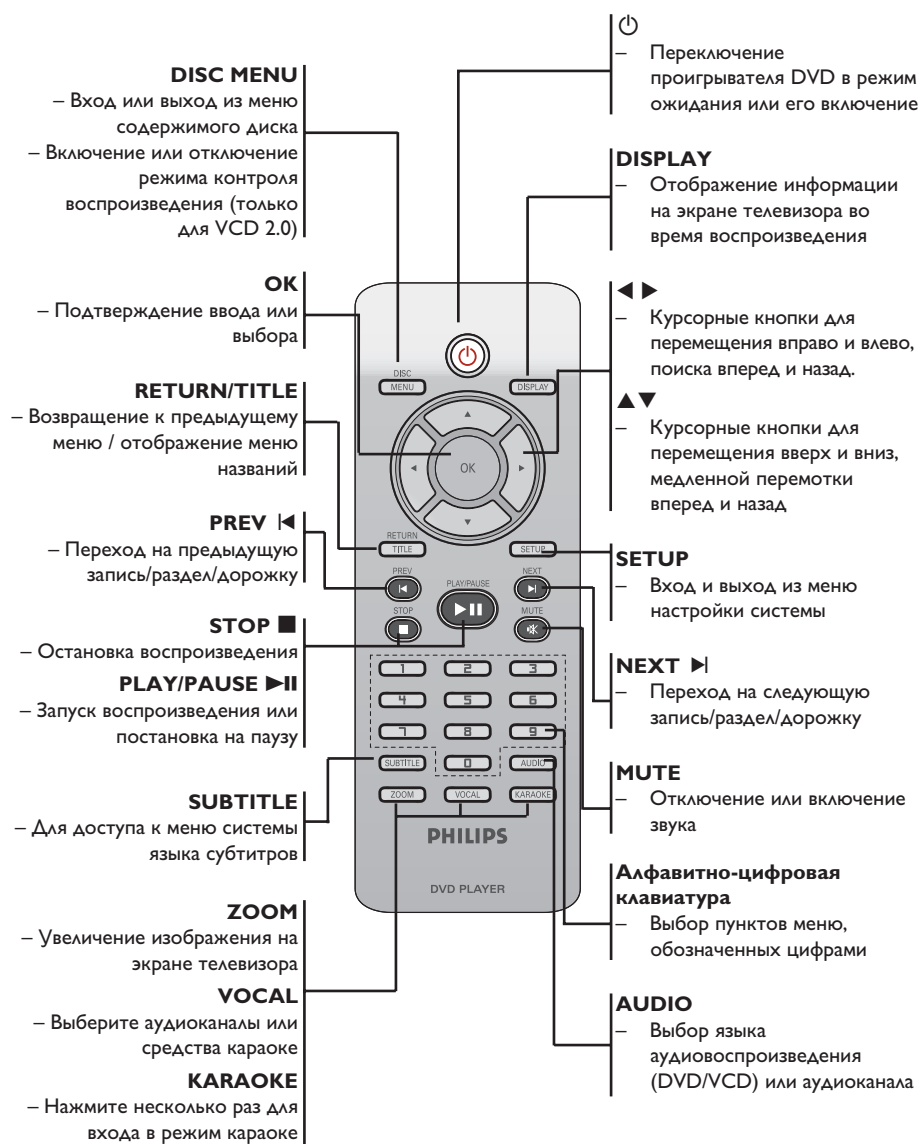 DISC MENU
– Вход или выход из меню
содержимого диска
– Включение или отключение
режима контроля
воспроизведения (только
для VCD 2.0)
OK
– Подтверждение ввода или
выбора
RETURN/TITLE
– Возвращение к предыдущему
меню / отображение меню
названий
PREV
– Переход на предыдущую
запись/раздел/дорожку
STOP ■
– Остановка воспроизведения
PLAY/PAUSE ►II
– Запуск воспроизведения или
постановка на паузу
SUBTITLE
– Для доступа к меню системы
языка субтитров
ZOOM
– Увеличение изображения на
экране телевизора
VOCAL
– Выберите аудиоканалы или
средства караоке
KARAOKE
– Нажмите несколько раз для
входа в режим караоке
DISC
MENU
DISPLAY
OK
RETURN
TITLE
SETUP
PREV
PLAY/PAUSE
NEXT
STOP
MUTE
1 2 3
4 5 6
7 8 9
SUBTITLE 0 AUDIO
ZOOM VOCAL KARAOKE
PHILIPS
DVD PLAYER
– Переключение
проигрывателя DVD в режим
ожидания или его включение
DISPLAY
– Отображение информации
на экране телевизора во
время воспроизведения
◄ ►
– Курсорные кнопки для
перемещения вправо и влево,
поиска вперед и назад.
▲▼
– Курсорные кнопки для
перемещения вверх и вниз,
медленной перемотки
вперед и назад
SETUP
– Вход и выход из меню
настройки системы
NEXT
– Переход на следующую
запись/раздел/дорожку
MUTE
– Отключение или включение
звука
Алфавитно-цифровая
клавиатура
– Выбор пунктов меню,
обозначенных цифрами
AUDIO
– Выбор языка
аудиовоспроизведения
(DVD/VCD) или аудиоканала